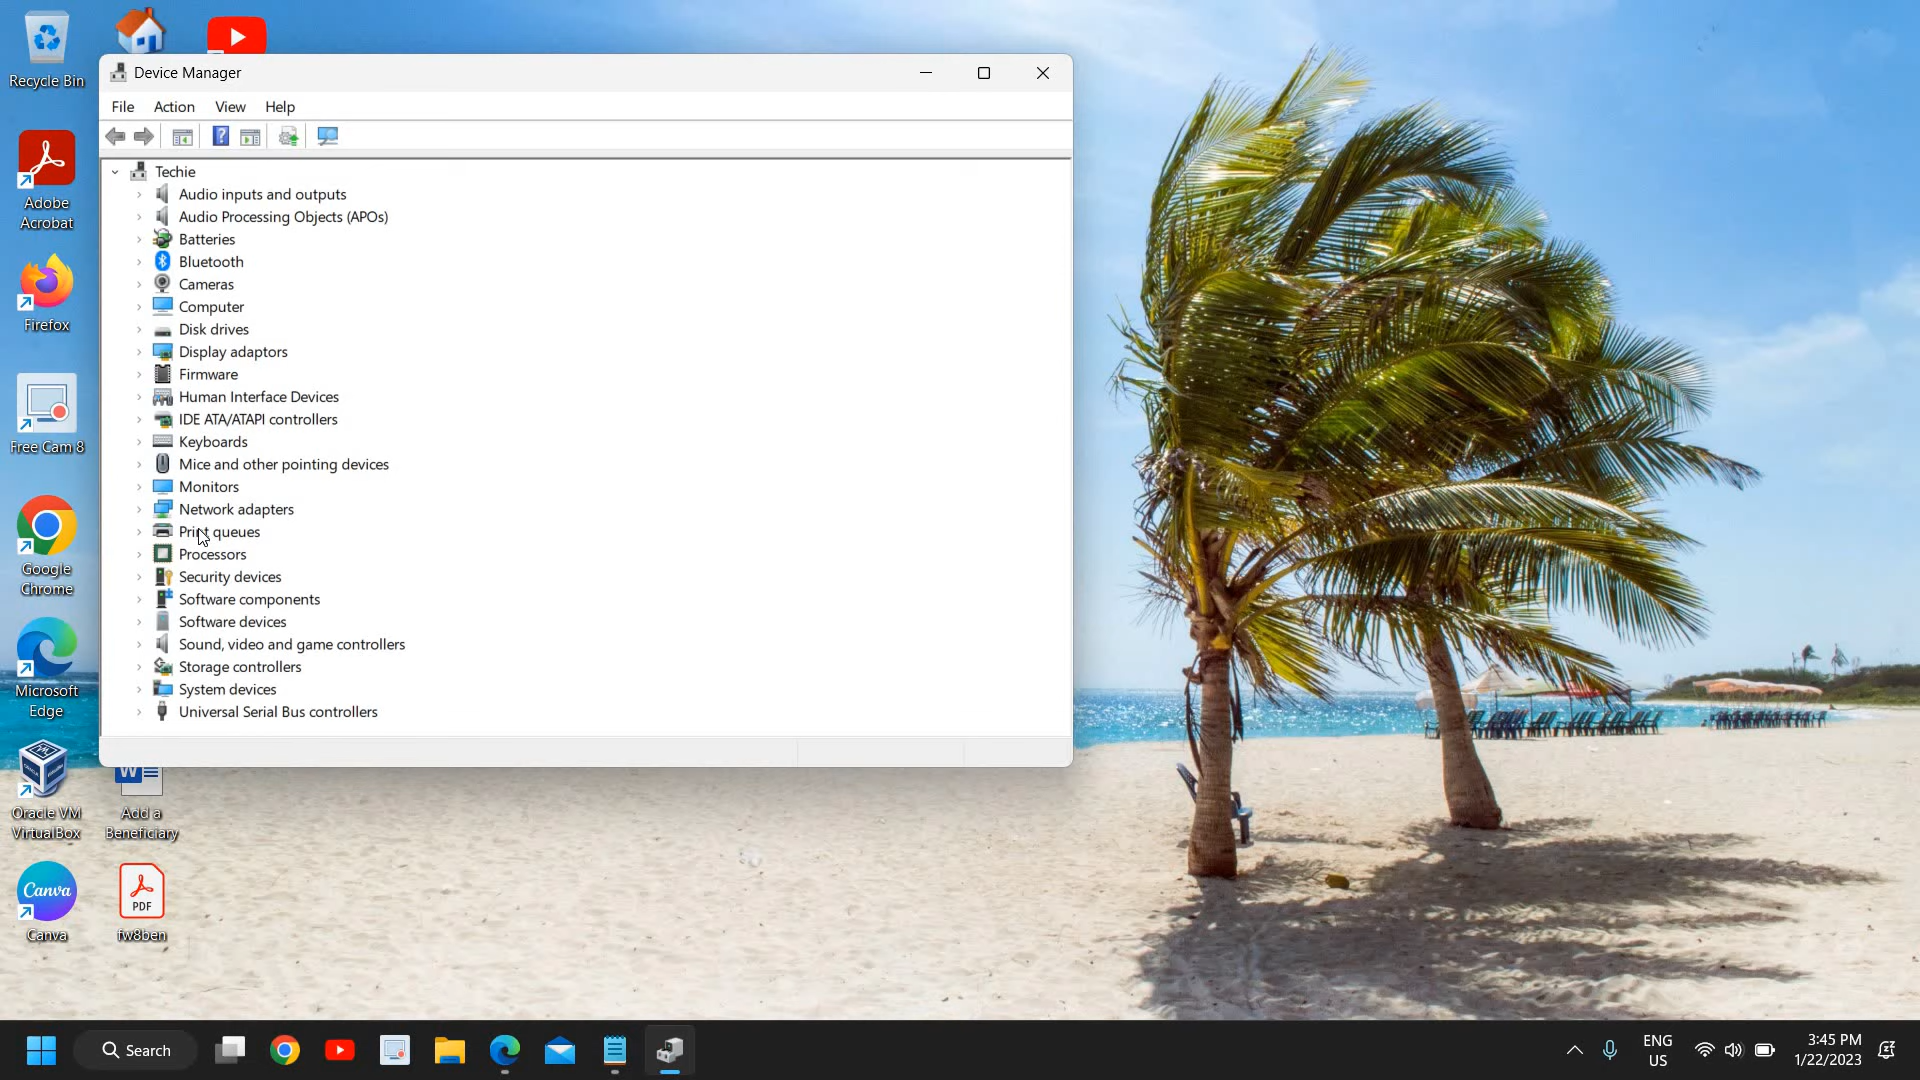 Recycle Bin
Adobe
Acrobat
Firefox
Free Cam 8
Google
Chrome
Microsoft
Edge
Oracle VM
VirtualBox
Canva
Canva
Add a
Beneficiary
PDF
fw8ben
Device Manager
File Action View Help
Techie
Audio inputs and outputs
Audio Processing Objects (APOs)
Batteries
Bluetooth
Cameras
Computer
Disk drives
Display adaptors
Firmware
Human Interface Devices
IDE ATA/ATAPI controllers
Keyboards
Mice and other pointing devices
Monitors
Network adapters
Print queues
Processors
Security devices
Software components
Software devices
Sound, video and game controllers
Storage controllers
System devices
Universal Serial Bus controllers
Search
ENG
US
3:45 PM
1/22/2023